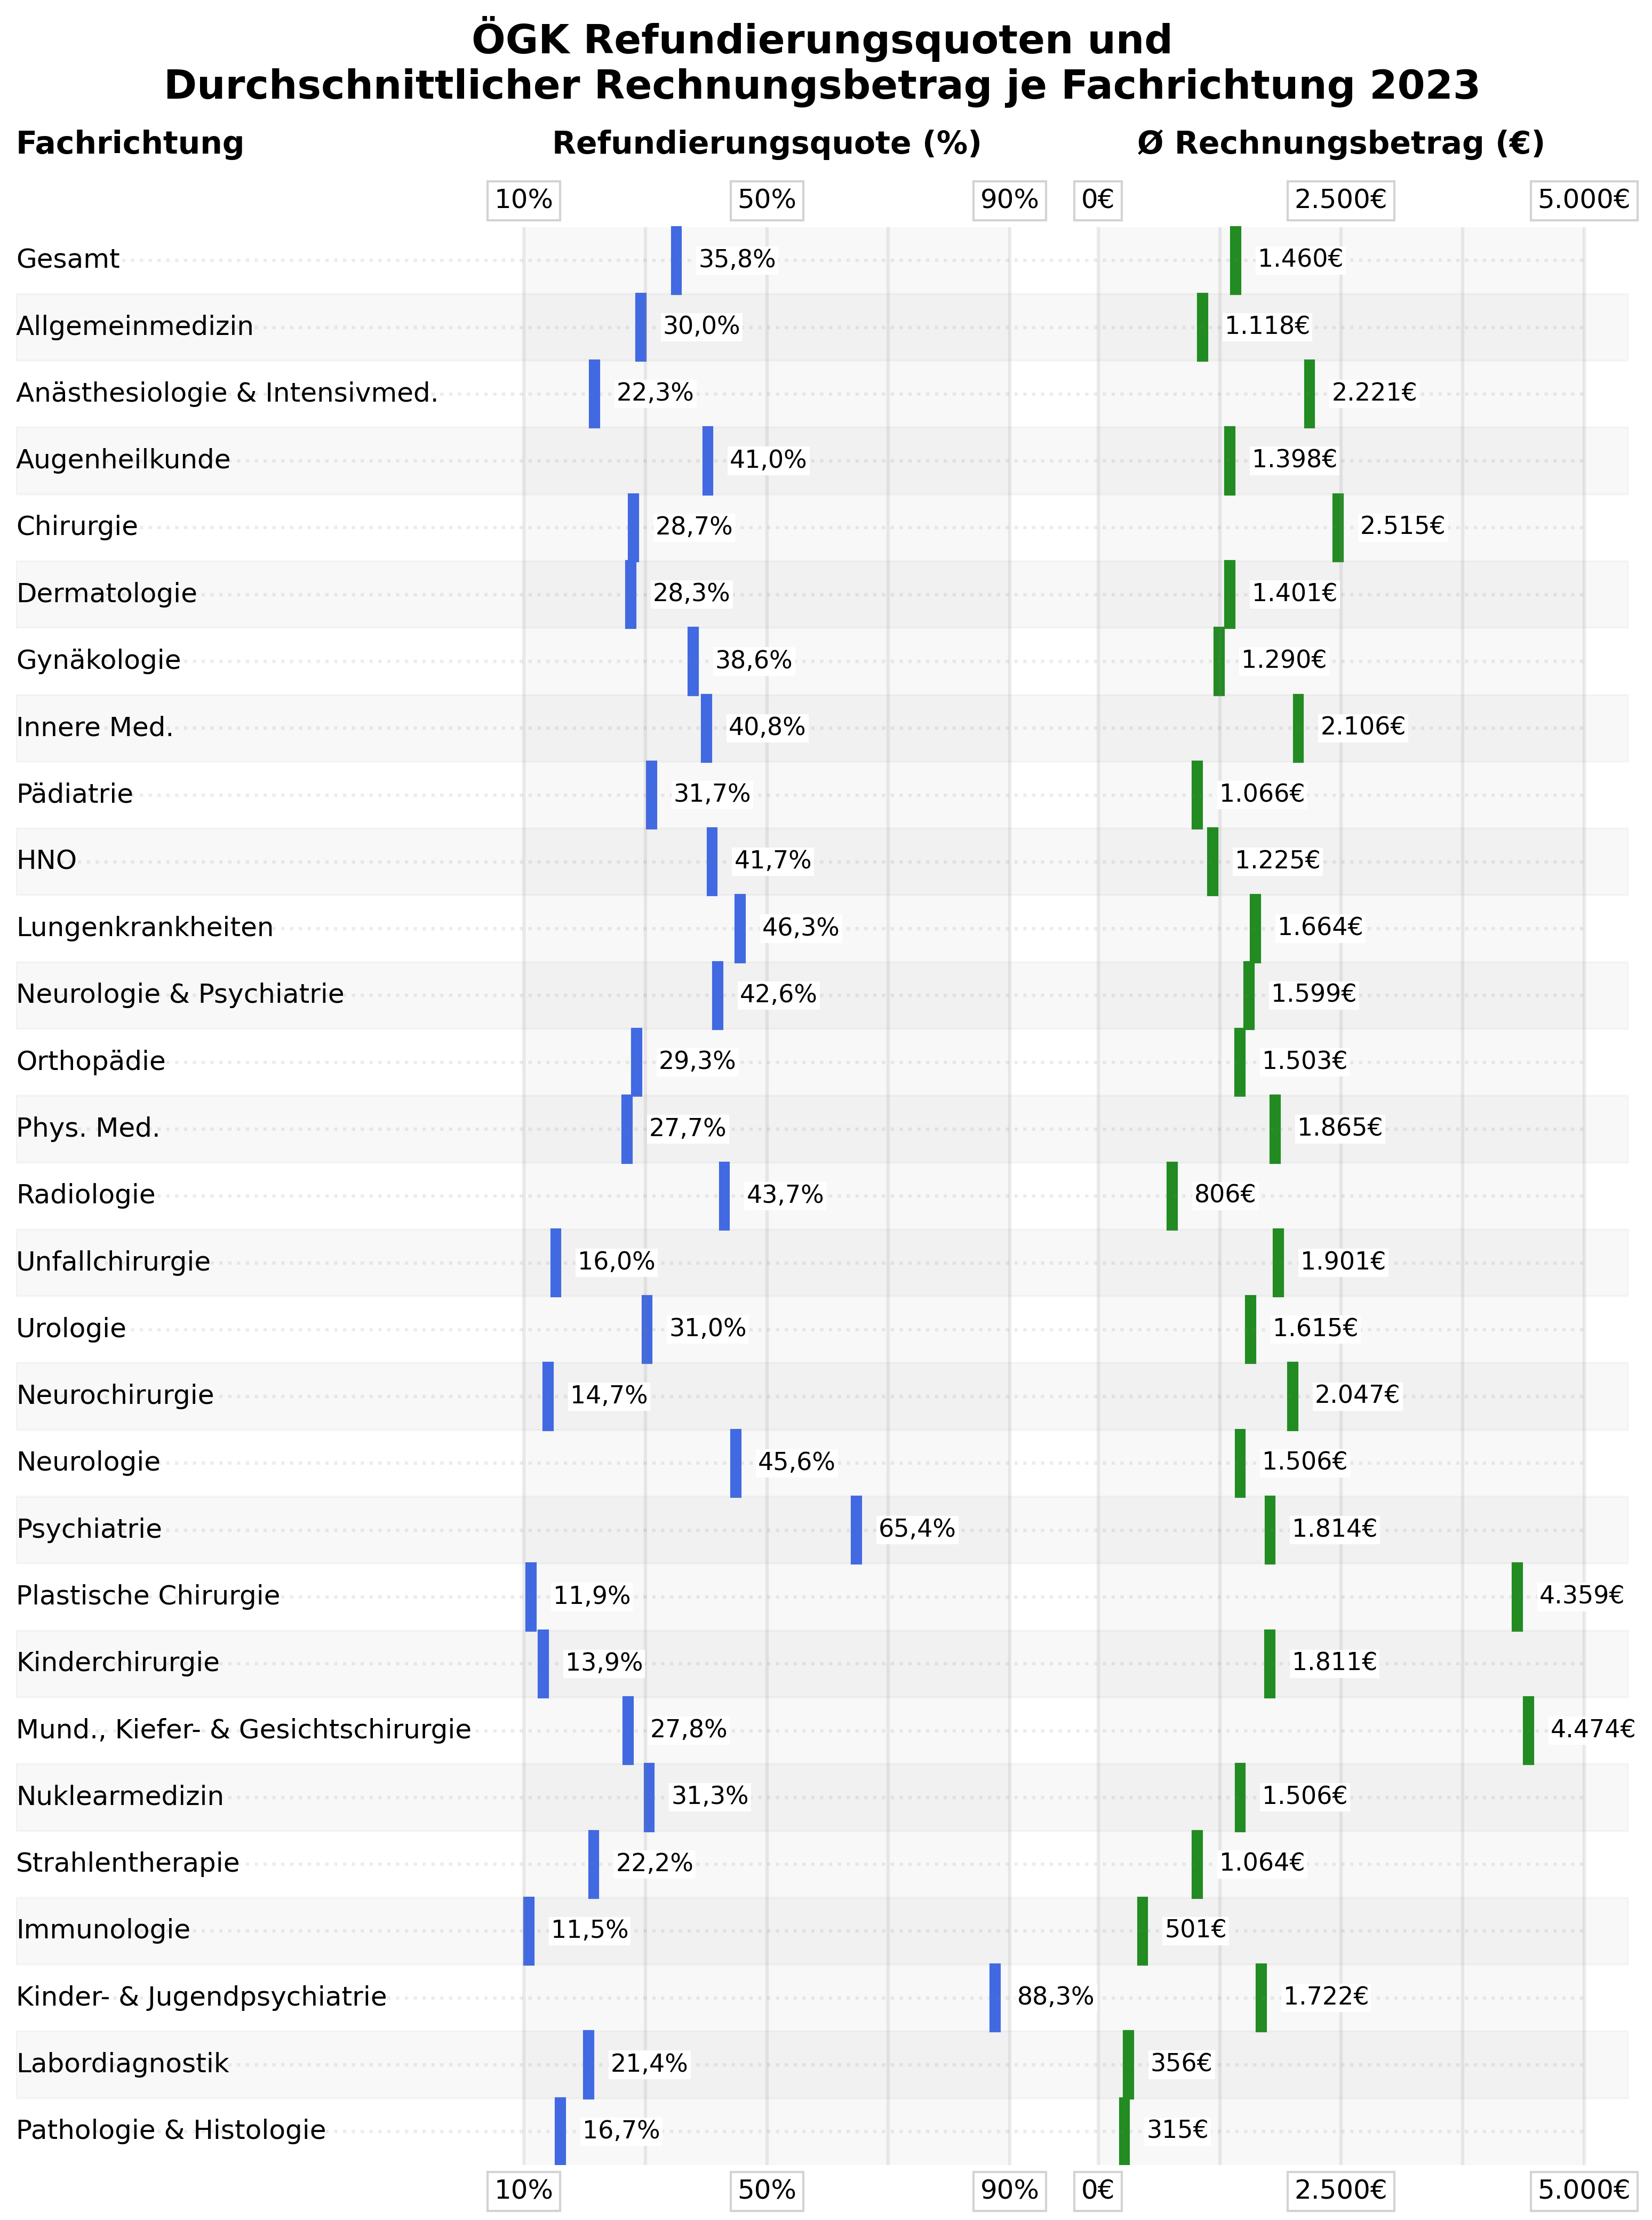 ÖGK Refundierungsquoten und
Durchschnittlicher Rechnungsbetrag je Fachrichtung 2023
Fachrichtung Refundierungsquote (%) Ø Rechnungsbetrag (€)
10% 50% 90% 0€ 2.500€ 5.000€
Gesamt 35,8% 1.460€
Allgemeinmedizin 30,0% 1.118€
Anästhesiologie & Intensivmed. 22,3% 2.221€
Augenheilkunde 41,0% 1.398€
Chirurgie 28,7% 2.515€
Dermatologie 28,3% 1.401€
Gynäkologie 38,6% 1.290€
Innere Med. 40,8% 2.106€
Pädiatrie 31,7% 1.066€
HNO 41,7% 1.225€
Lungenkrankheiten 46,3% 1.664€
Neurologie & Psychiatrie 42,6% 1.599€
Orthopädie 29,3% 1.503€
Phys. Med. 27,7% 1.865€
Radiologie 43,7% 806€
Unfallchirurgie 16,0% 1.901€
Urologie 31,0% 1.615€
Neurochirurgie 14,7% 2.047€
Neurologie 45,6% 1.506€
Psychiatrie 65,4% 1.814€
Plastische Chirurgie 11,9% 4.359€
Kinderchirurgie 13,9% 1.811€
Mund., Kiefer- & Gesichtschirurgie 27,8% 4.474€
Nuklearmedizin 31,3% 1.506€
Strahlentherapie 22,2% 1.064€
Immunologie 11,5% 501€
Kinder- & Jugendpsychiatrie 88,3% 1.722€
Labordiagnostik 21,4% 356€
Pathologie & Histologie 16,7% 315€
10% 50% 90% 0€ 2.500€ 5.000€